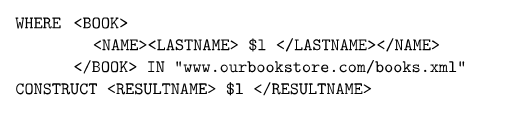 WHERE <BOOK>
<NAME><LASTNAME> $1 </LASTNAME></NAME>
</BOOK> IN "www.ourbookstore.com/books.xml"
CONSTRUCT <RESULTNAME> $1 </RESULTNAME>